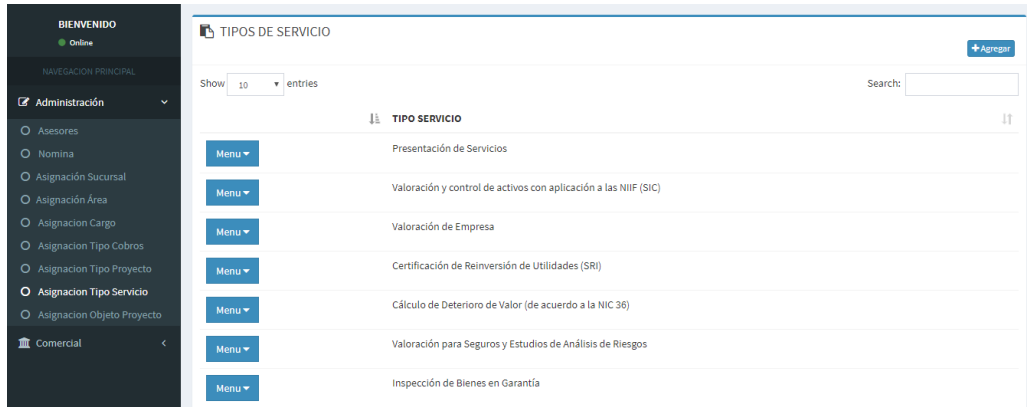 BIENVENIDO
Online
NAVEGACION PRINCIPAL
Administración
Asesores
Nomina
Asignación Sucursal
Asignación Área
Asignacion Cargo
Asignacion Tipo Cobros
Asignacion Tipo Proyecto
Asignacion Tipo Servicio
Asignacion Objeto Proyecto
Comercial
TIPOS DE SERVICIO
Agregar
Show 10 entries Search:
TIPO SERVICIO
Menu Presentación de Servicios
Menu Valoración y control de activos con aplicación a las NIIF (SIC)
Menu Valoración de Empresa
Menu Certificación de Reinversión de Utilidades (SRI)
Menu Cálculo de Deterioro de Valor (de acuerdo a la NIC 36)
Menu Valoración para Seguros y Estudios de Análisis de Riesgos
Menu Inspección de Bienes en Garantía